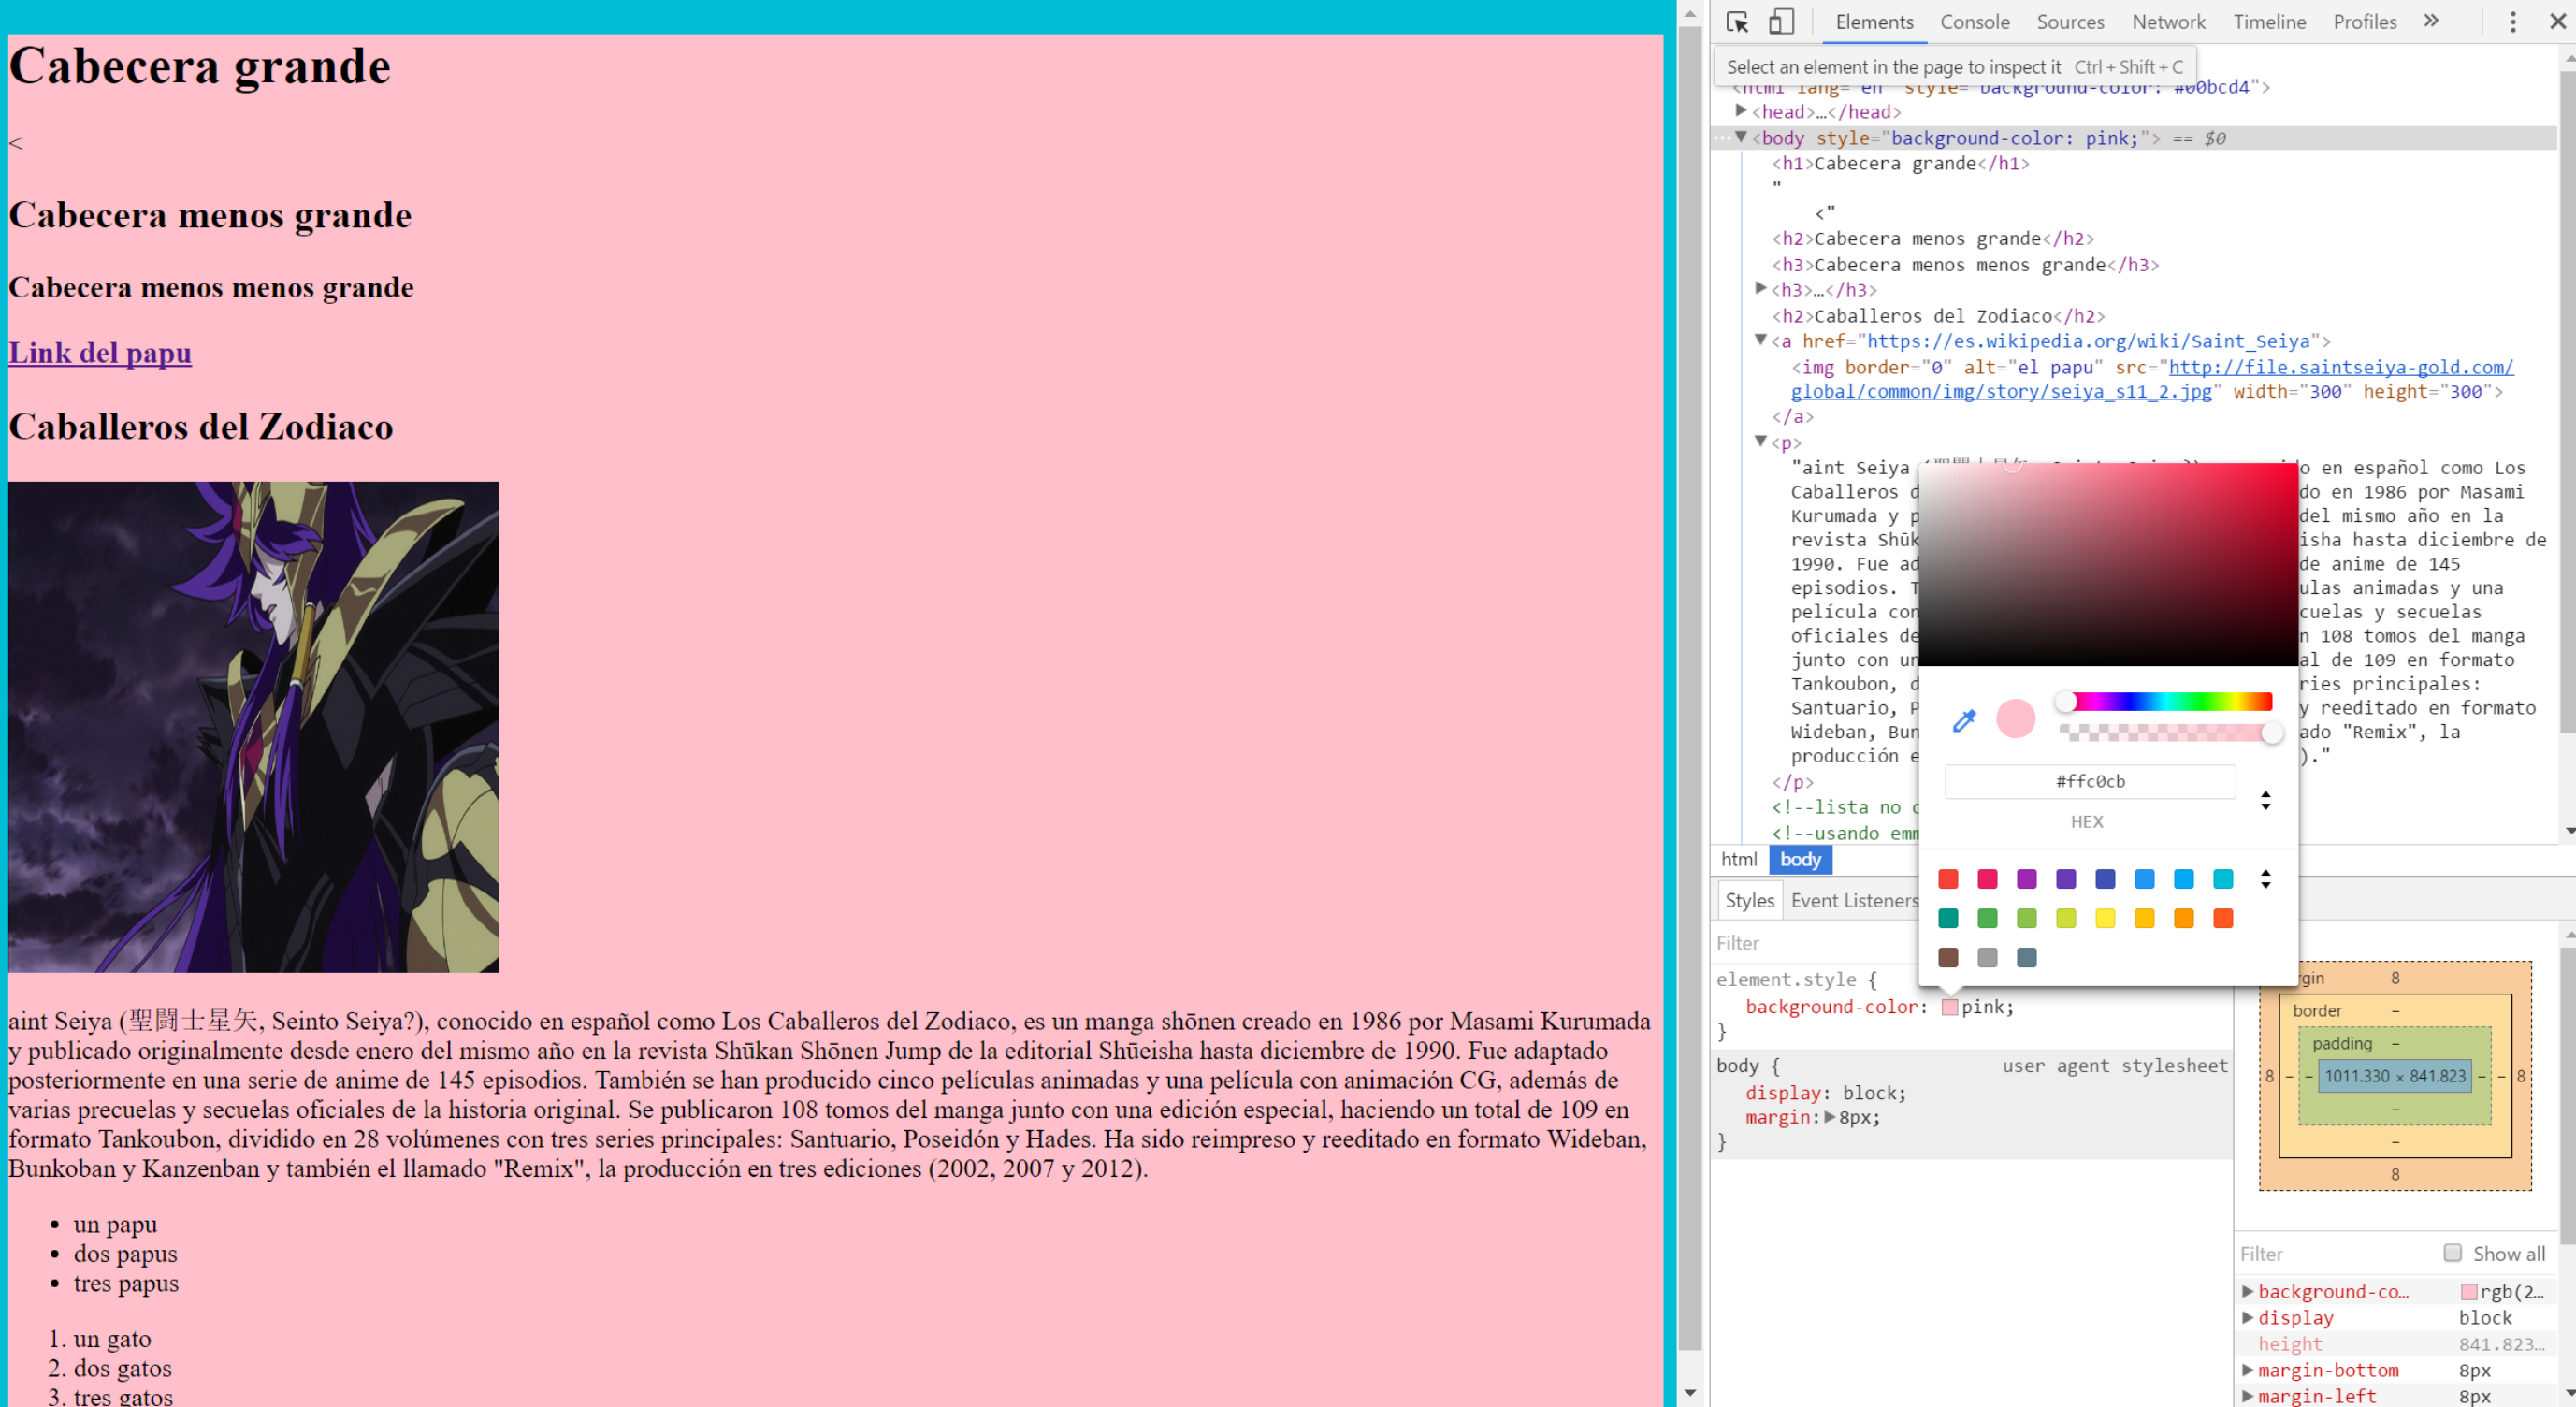 Cabecera grande
<
Cabecera menos grande
Cabecera menos menos grande
Link del papu
Caballeros del Zodiaco
aint Seiya (聖闘士星矢, Seinto Seiya?), conocido en español como Los Caballeros del Zodiaco, es un manga shōnen creado en 1986 por Masami Kurumada
y publicado originalmente desde enero del mismo año en la revista Shūkan Shōnen Jump de la editorial Shūeisha hasta diciembre de 1990. Fue adaptado
posteriormente en una serie de anime de 145 episodios. También se han producido cinco películas animadas y una película con animación CG, además de
varias precuelas y secuelas oficiales de la historia original. Se publicaron 108 tomos del manga junto con una edición especial, haciendo un total de 109 en
formato Tankoubon, dividido en 28 volúmenes con tres series principales: Santuario, Poseidón y Hades. Ha sido reimpreso y reeditado en formato Wideban,
Bunkoban y Kanzenban y también el llamado "Remix", la producción en tres ediciones (2002, 2007 y 2012).
• un papu
• dos papus
• tres papus
1. un gato
2. dos gatos
3. tres gatos
Elements Console Sources Network Timeline Profiles »
Select an element in the page to inspect it Ctrl + Shift + C
<html lang="en" style="background-color: #00bcd4">
<head>…</head>
<body style="background-color: pink;"> == $0
<h1>Cabecera grande</h1>
"
<"
<h2>Cabecera menos grande</h2>
<h3>Cabecera menos menos grande</h3>
<h3>…</h3>
<h2>Caballeros del Zodiaco</h2>
<a href="https://es.wikipedia.org/wiki/Saint_Seiya">
<img border="0" alt="el papu" src="http://file.saintseiya-gold.com/
global/common/img/story/seiya_s11_2.jpg" width="300" height="300">
</a>
<p>
"aint Seiya do en español como Los
Caballeros d do en 1986 por Masami
Kurumada y p del mismo año en la
revista Shūk isha hasta diciembre de
1990. Fue ad de anime de 145
episodios. T ulas animadas y una
película con cuelas y secuelas
oficiales de n 108 tomos del manga
junto con un al de 109 en formato
Tankoubon, d ries principales:
Santuario, P y reeditado en formato
Wideban, Bun ado "Remix", la
producción e )."
</p>
<!--lista no
<!--usando emm
#ffc0cb
HEX
html body
Styles Event Listeners
Filter
element.style {
background-color: pink;
}
body { user agent stylesheet
display: block;
margin: 8px;
}
rgin 8
border –
padding –
8 – – 1011.330 × 841.823 – – 8
–
–
8
Filter Show all
background-co… rgb(2…
display block
height 841.823…
margin-bottom 8px
margin-left 8px